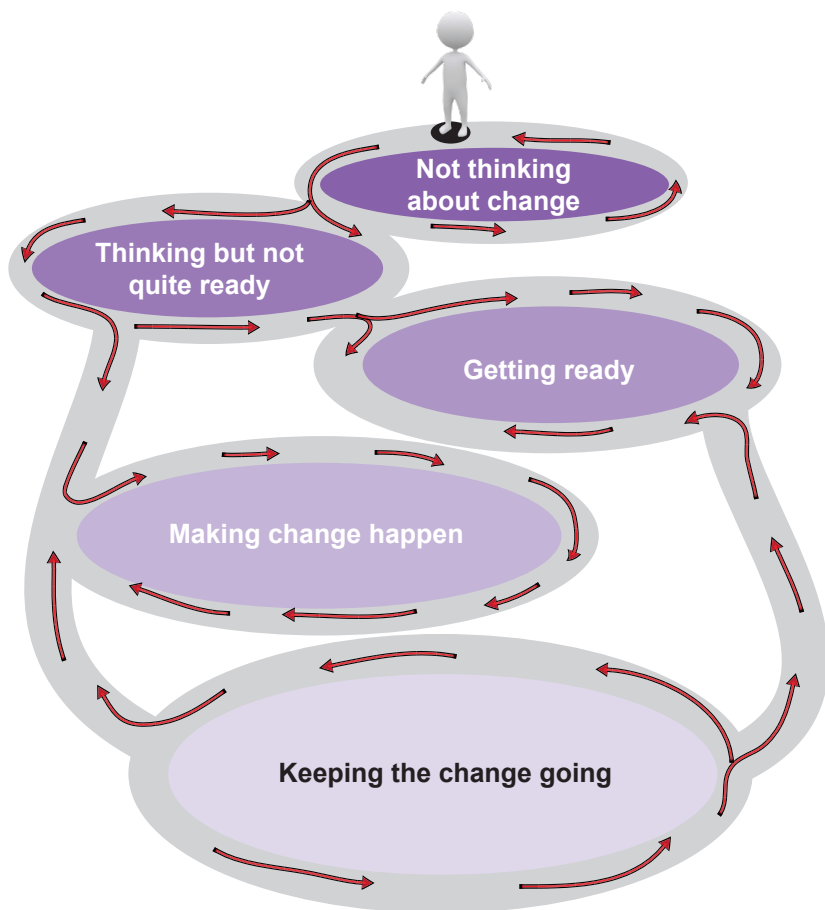 Not thinking
about change
Thinking but not
quite ready
Getting ready
Making change happen
Keeping the change going